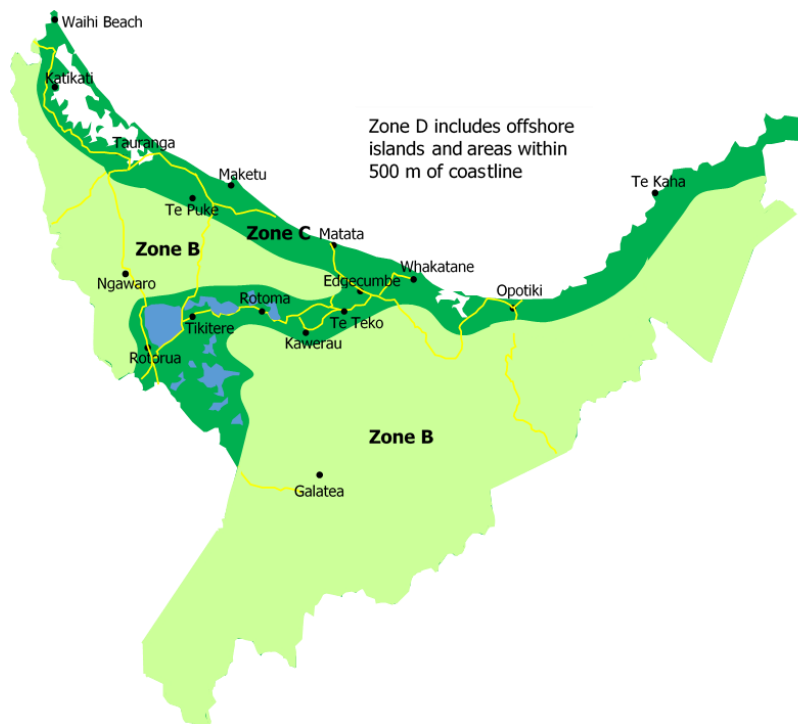 Waihi Beach
Katikati
Zone D includes offshore
islands and areas within
500 m of coastline
Tauranga
Maketu
Te Kaha
Te Puke
Zone C
Matata
Zone B
Whakatane
Ngawaro
Edgecumbe
Opotiki
Rotoma
Tikitere
Te Teko
Kawerau
Rotorua
Zone B
Galatea